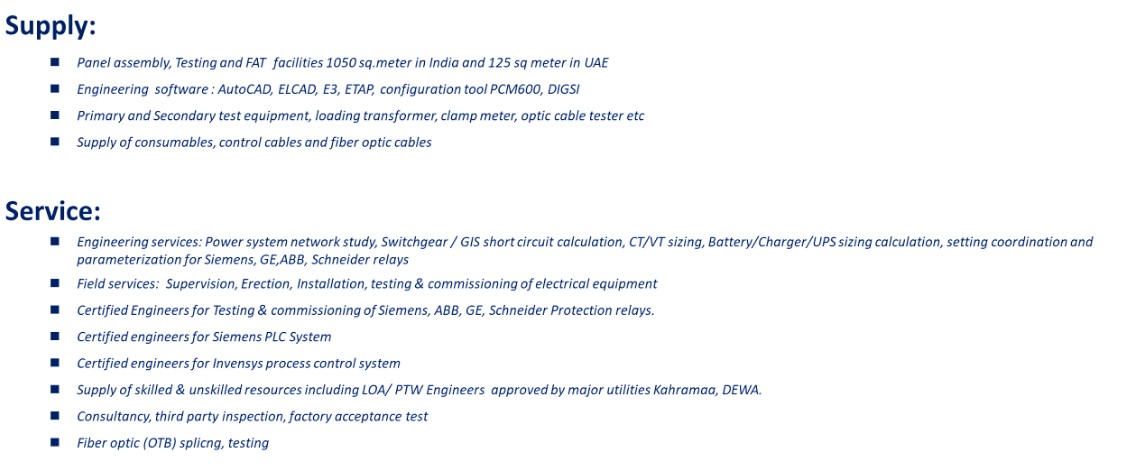 Supply:
■ Panel assembly, Testing and FAT facilities 1050 sq.meter in India and 125 sq meter in UAE
■ Engineering software : AutoCAD, ELCAD, E3, ETAP, configuration tool PCM600, DIGSI
■ Primary and Secondary test equipment, loading transformer, clamp meter, optic cable tester etc
■ Supply of consumables, control cables and fiber optic cables
Service:
■ Engineering services: Power system network study, Switchgear / GIS short circuit calculation, CT/VT sizing, Battery/Charger/UPS sizing calculation, setting coordination and
parameterization for Siemens, GE,ABB, Schneider relays
■ Field services: Supervision, Erection, Installation, testing & commissioning of electrical equipment
■ Certified Engineers for Testing & commissioning of Siemens, ABB, GE, Schneider Protection relays.
■ Certified engineers for Siemens PLC System
■ Certified engineers for Invensys process control system
■ Supply of skilled & unskilled resources including LOA/ PTW Engineers approved by major utilities Kahramaa, DEWA.
■ Consultancy, third party inspection, factory acceptance test
■ Fiber optic (OTB) splicng, testing